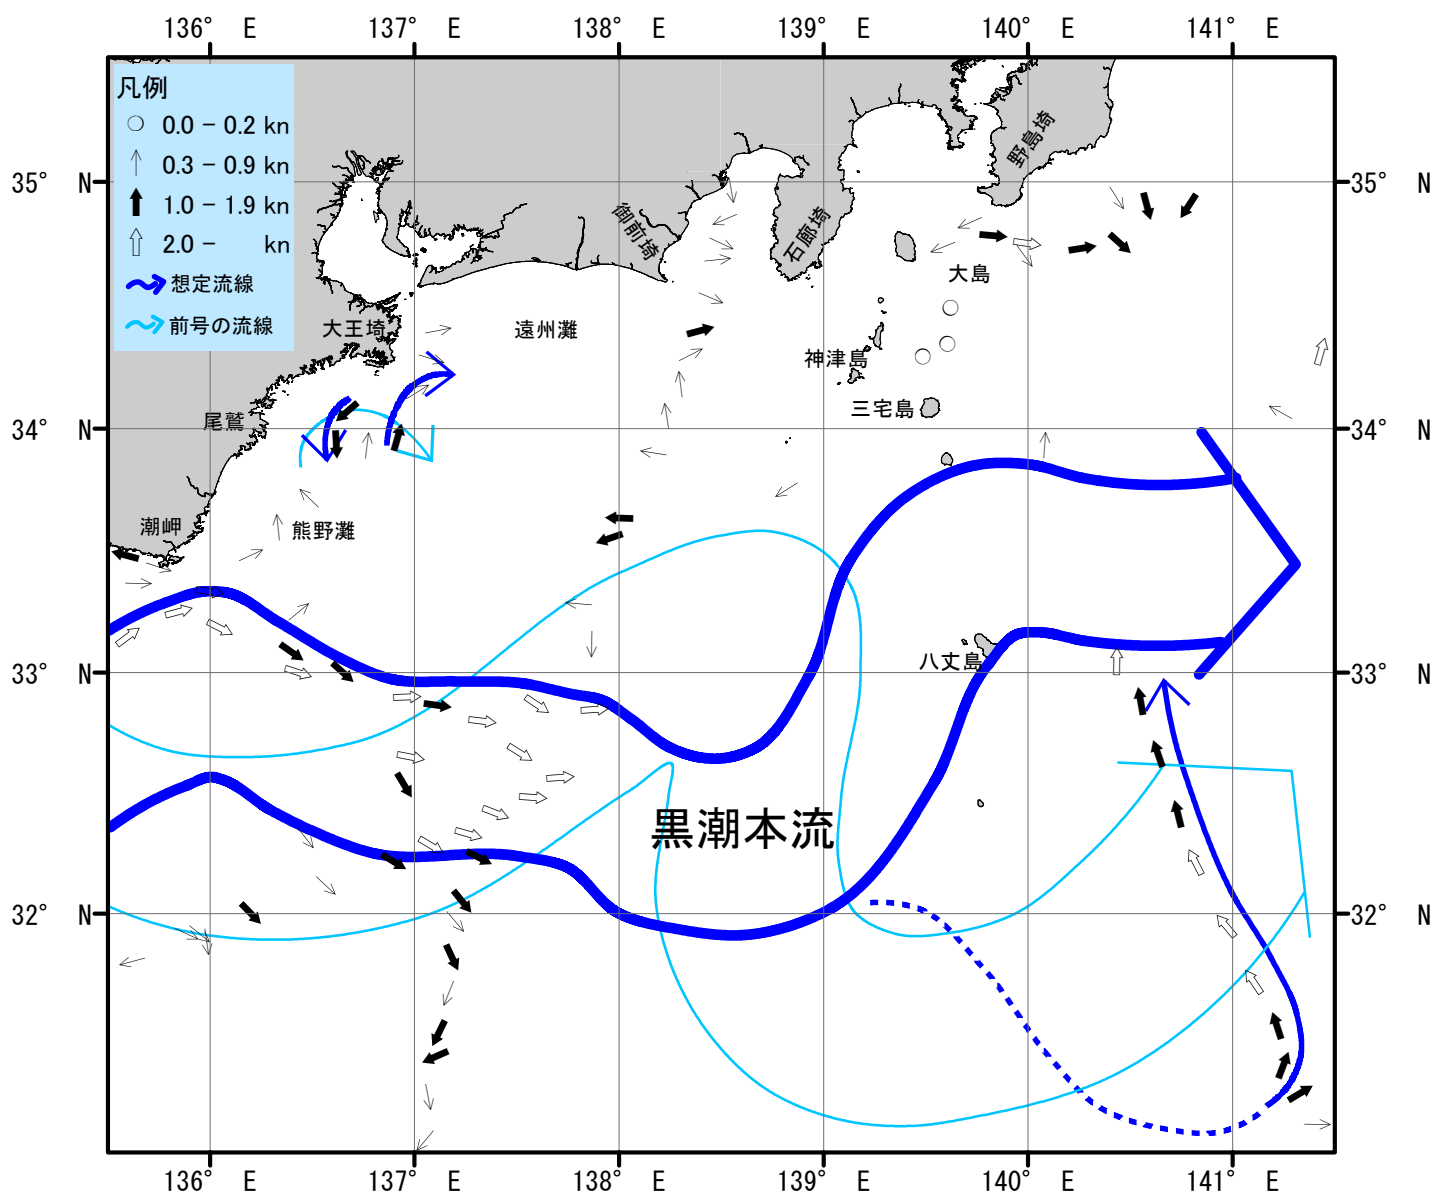 136° E 137° E 138° E 139° E 140° E 141° E
凡例
0.0 − 0.2 kn
0.3 − 0.9 kn
1.0 − 1.9 kn
2.0 − kn
想定流線
前号の流線
野島埼
35° N
35° N
御前埼
石廊埼
大島
大王埼
遠州灘
神津島
三宅島
尾鷲
34° N
34° N
潮岬
熊野灘
八丈島
33° N
33° N
黒潮本流
32° N
32° N
136° E 137° E 138° E 139° E 140° E 141° E